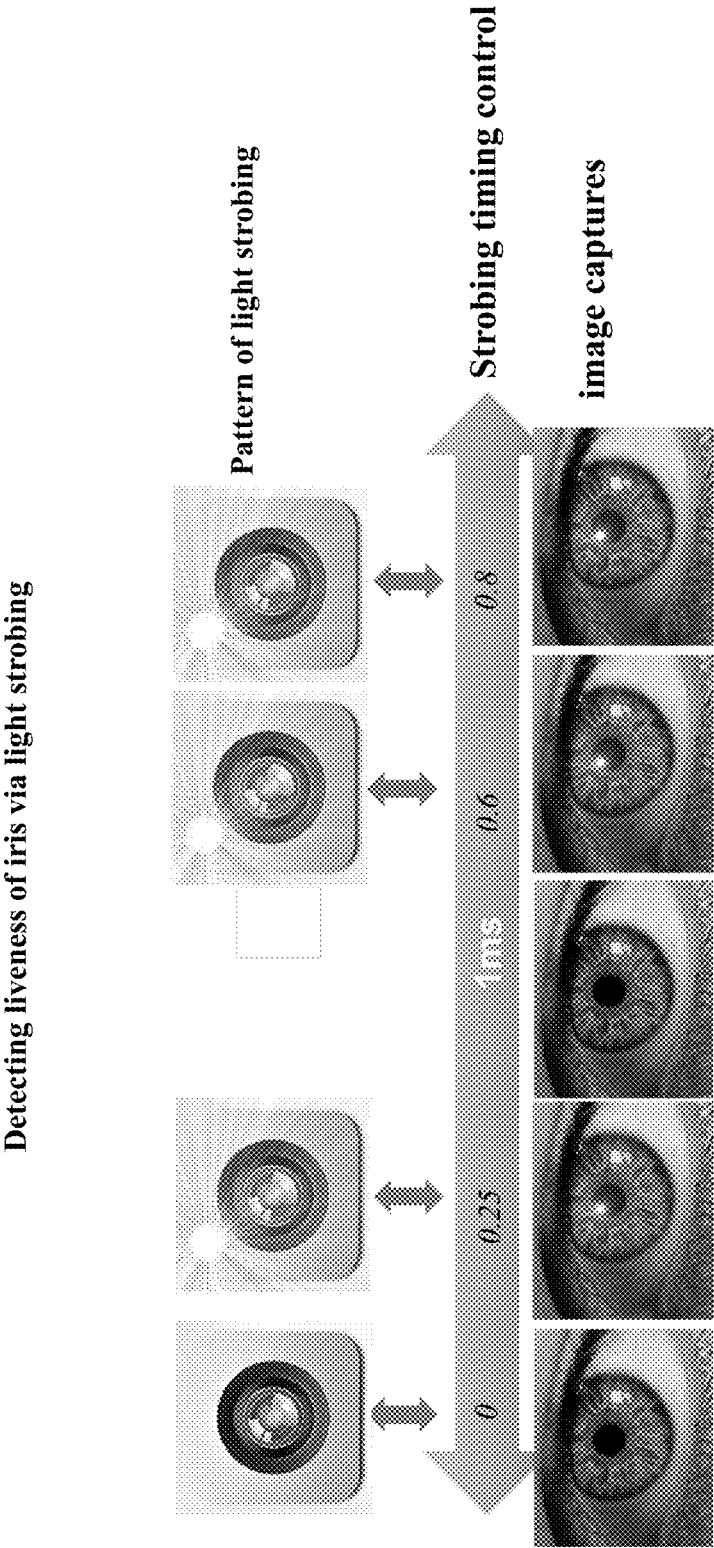 Detecting liveness of iris via light strobing
Pattern of light strobing
0
0.25
1ms
0.6
0.8
Strobing timing control
image captures